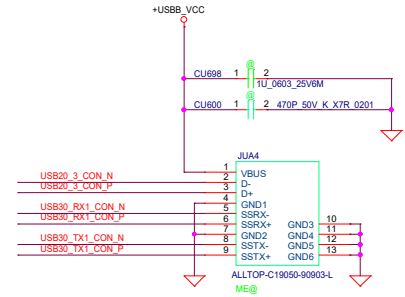 +USBB_VCC
@
CU698 1 2
1U_0603_25V6M
@
CU600 1 2 470P_50V_K_X7R_0201
JUA4
1 VBUS
USB20_3_CON_N 2 D-
USB20_3_CON_P 3 D+
4 GND1
USB30_RX1_CON_N 5 SSRX-
USB30_RX1_CON_P 6 SSRX+ GND3 10
7 GND2 GND4 11
USB30_TX1_CON_N 8 SSTX- GND5 12
USB30_TX1_CON_P 9 SSTX+ GND6 13
ALLTOP-C19050-90903-L
ME@